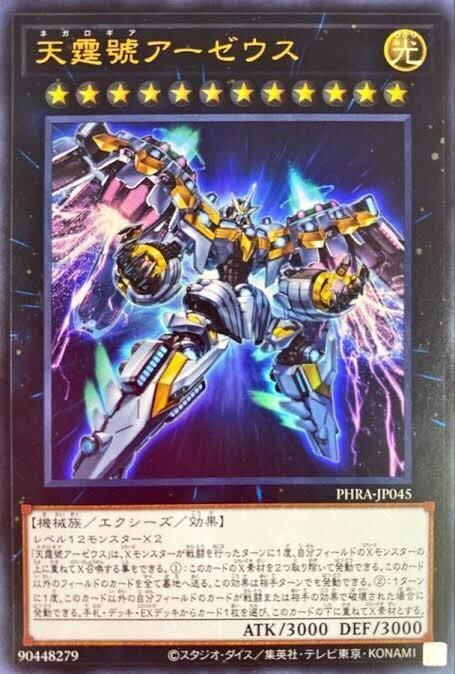 ネガロギア
天霆號アーゼウス
ひかり
光
PHRA-JP045
【機械族／エクシーズ／効果】
レベル１２モンスター×２
「天霆號アーゼウス」は、Xモンスターが戦闘を行ったターンに１度、自分フィールドのXモンスターの
上に重ねてX召喚する事もできる。①：このカードのX素材を２つ取り除いて発動できる。このカード
以外のフィールドのカードを全て墓地へ送る。この効果は相手ターンでも発動できる。②：１ターン
に１度、このカード以外の自分フィールドのカードが戦闘または相手の効果で破壊された場合に
発動できる。手札・デッキ・EXデッキからカード１枚を選び、このカードの下に重ねてX素材とする。
ATK/3000 DEF/3000
90448279
©スタジオ・ダイス／集英社・テレビ東京・KONAMI